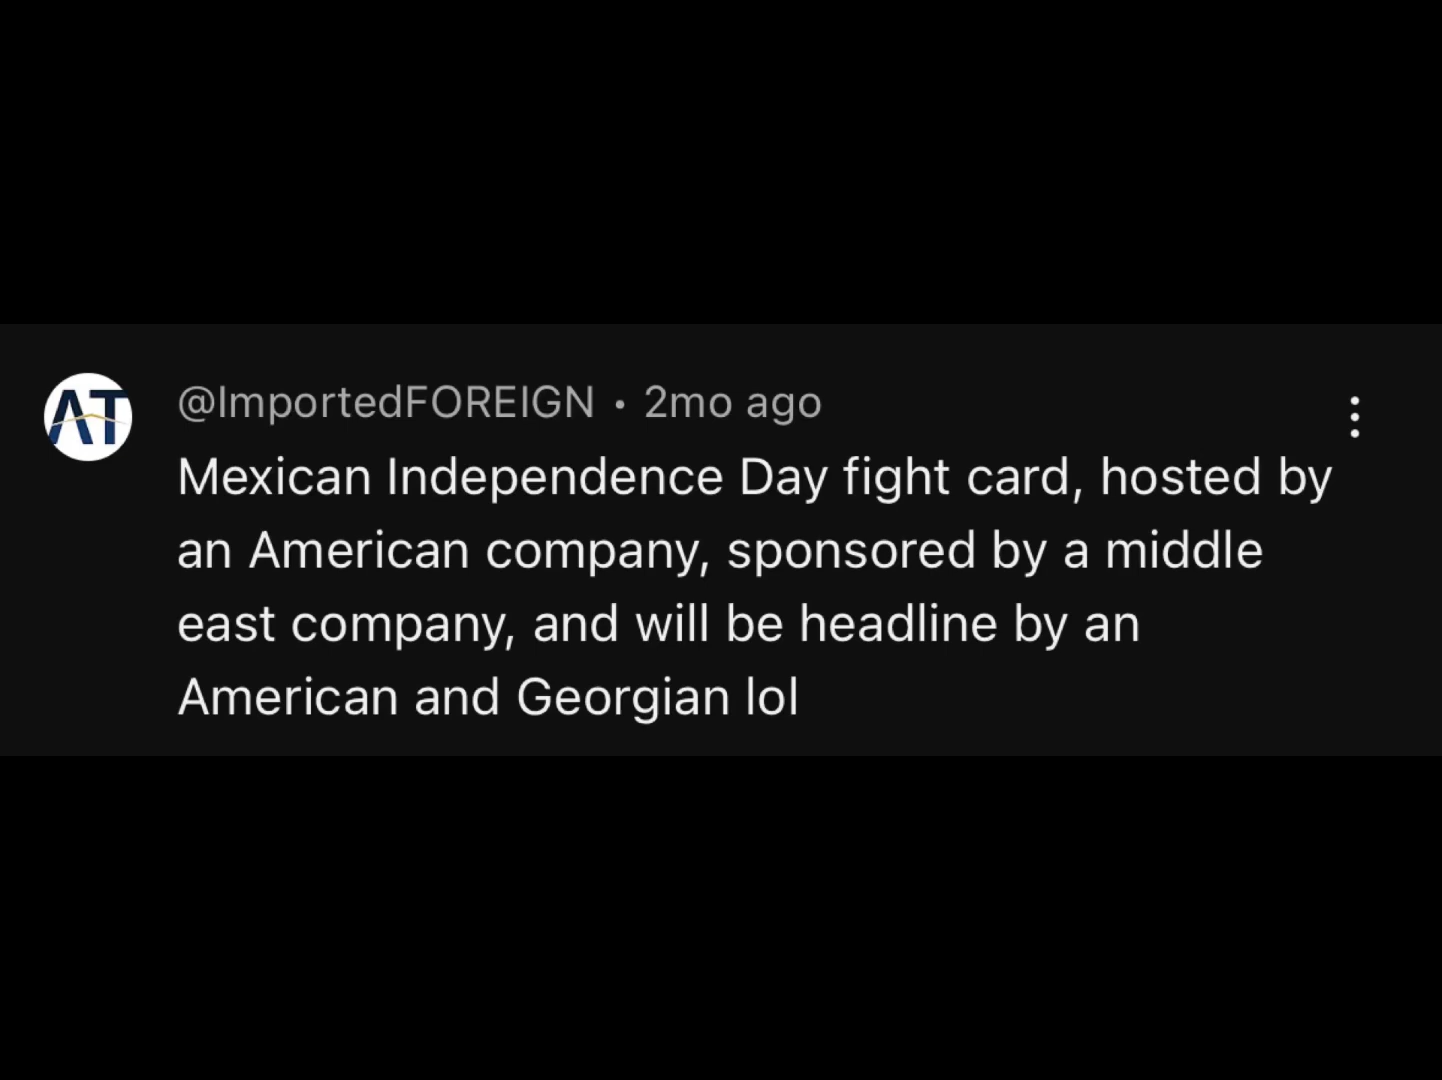 AT
@ImportedFOREIGN • 2mo ago
Mexican Independence Day fight card, hosted by
an American company, sponsored by a middle
east company, and will be headline by an
American and Georgian lol